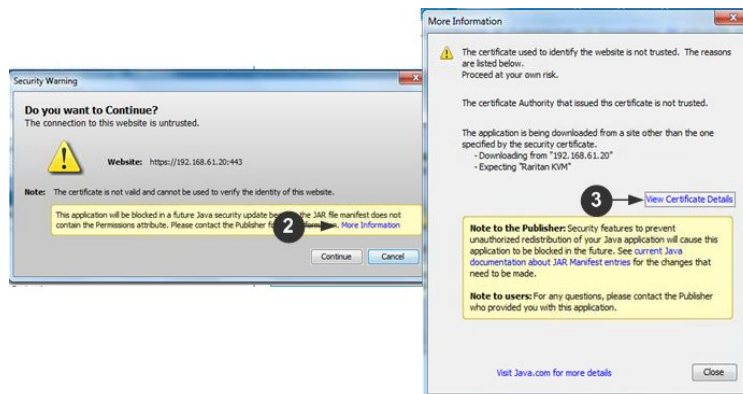 Security Warning
Do you want to Continue?
The connection to this website is untrusted.
Website: https://192.168.61.20:443
Note: The certificate is not valid and cannot be used to verify the identity of this website.
This application will be blocked in a future Java security update the JAR file manifest does not
contain the Permissions attribute. Please contact the Publisher More Information
2
Continue Cancel
More Information
The certificate used to identify the website is not trusted. The reasons
are listed below.
Proceed at your own risk.
The certificate Authority that issued ths certificate is not trusted.
The application is being downloaded from a site other than the one
specified by the security certificate.
- Downloading from "192.168.61.20"
- Expecting "Raritan KVM"
3
View Certificate Details
Note to the Publisher: Security features to prevent
unauthorized redistribution of your Java application will cause this
application to be blocked in the future. See current Java
documentation about JAR Manifest entries for the changes that
need to be made.
Note to users: For any questions, please contact the Publisher
who provided you with this application.
Visit Java.com for more details Close